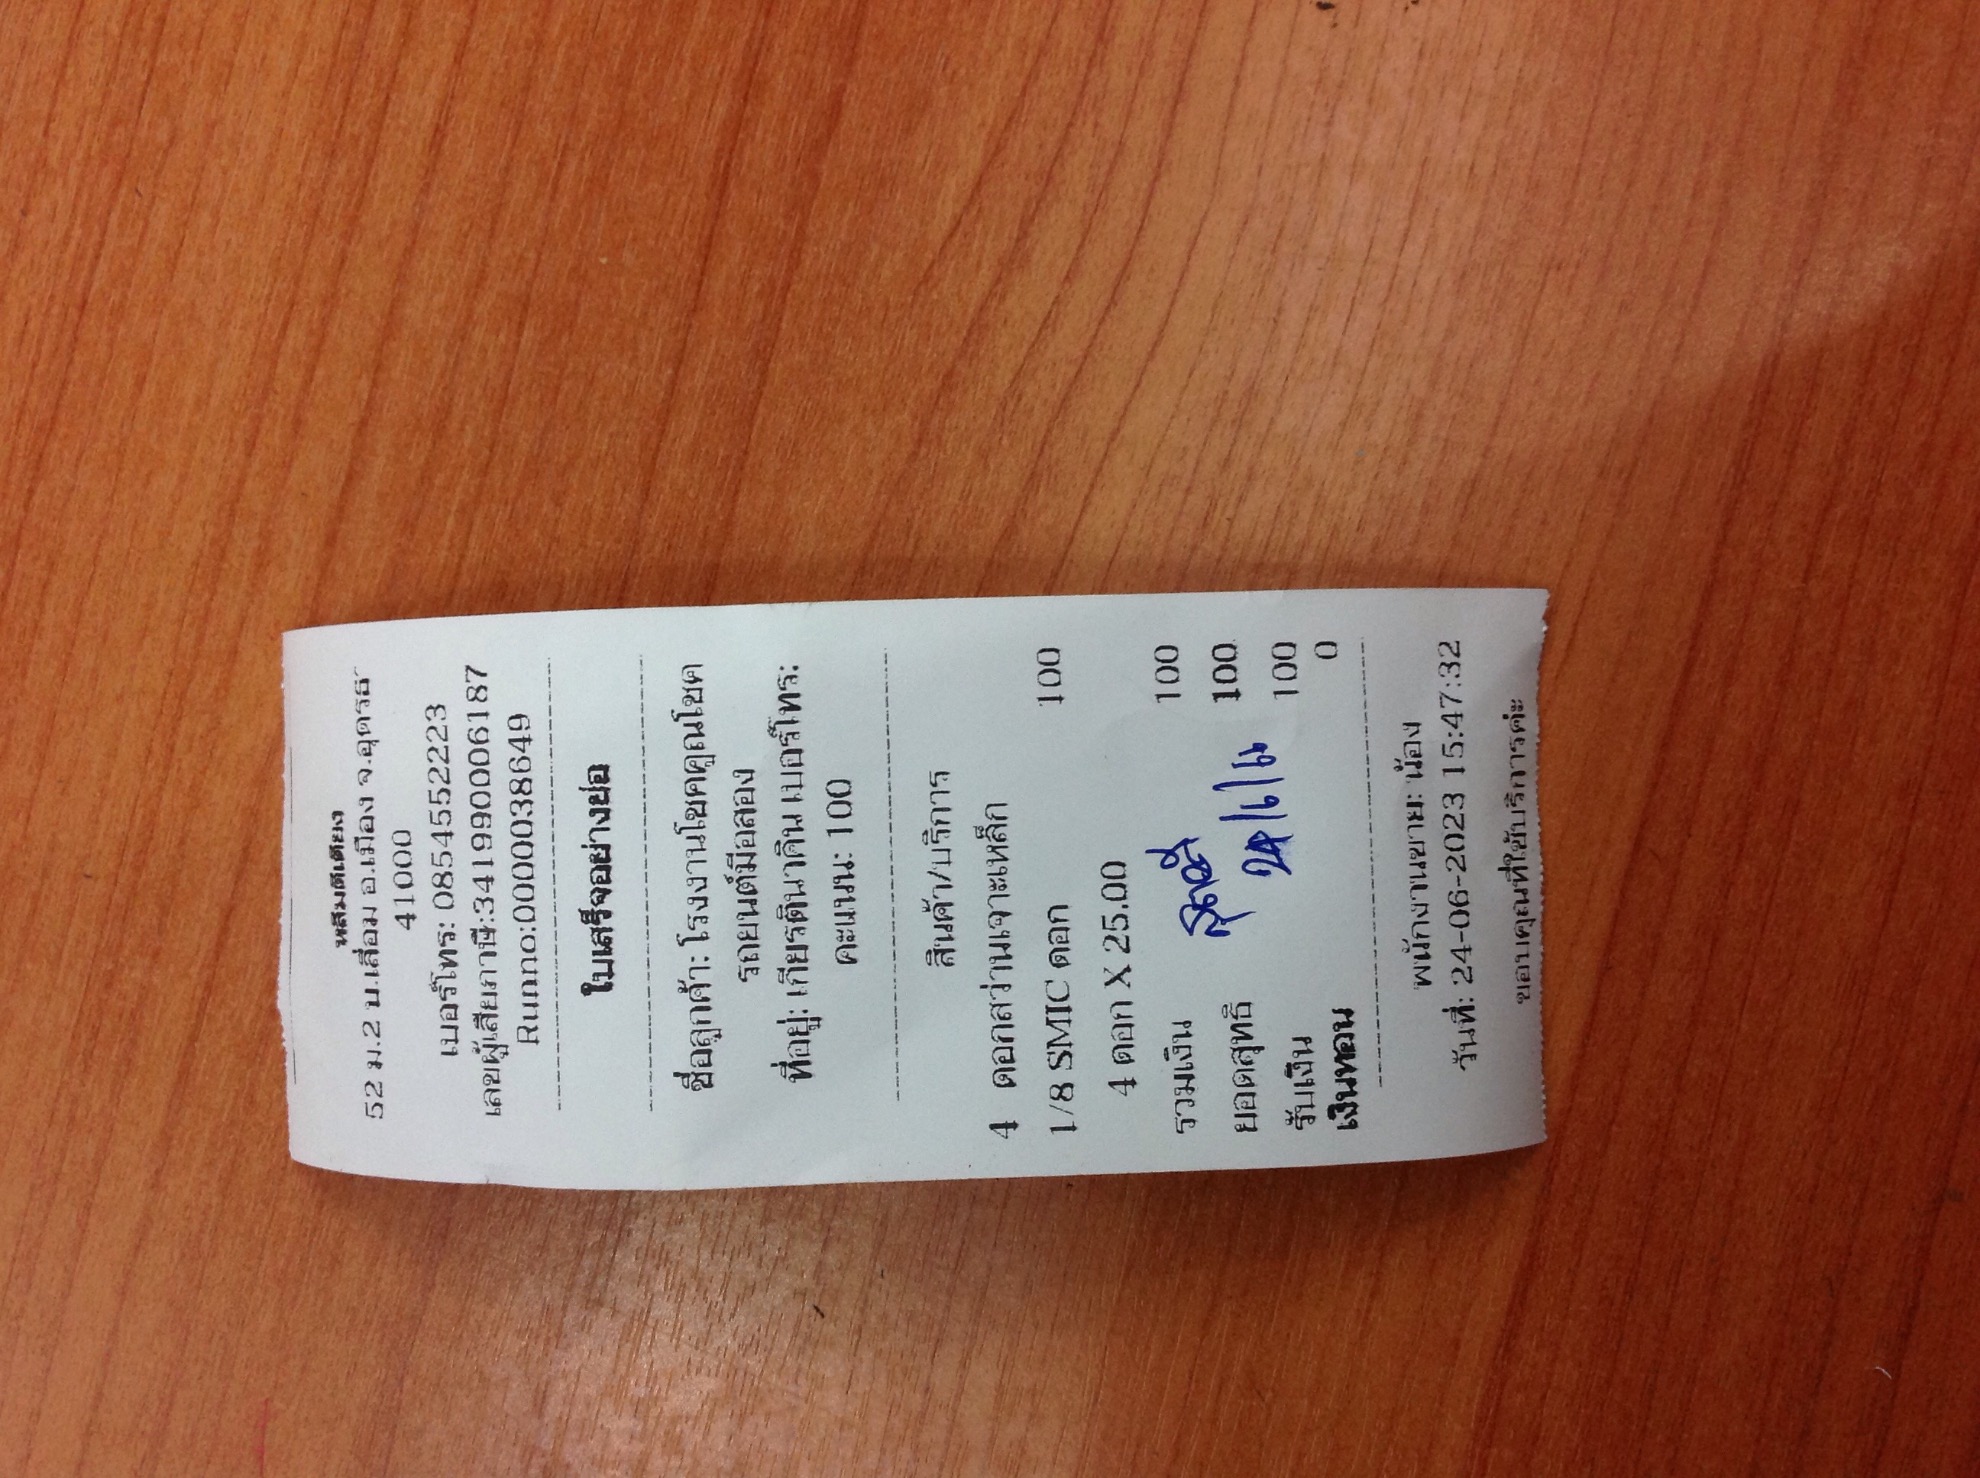 หลีมดีเตียง
52 ม.2 บ.เลื่อม อ.เมือง จ.อุดรธ
41000
เบอร์โทร: 0854552223
เลขผู้เสียภาษี:3419900006187
Runno:00000038649
ใบเสร็จอย่างย่อ
ชื่อลูกค้า: โรงงานโชคคูณโชค
รถยนต์มือสอง
ที่อยู่: เกียรตินาคิน เบอร์โทร:
คะแนน: 100
สินค้า/บริการ
4 ดอกสว่านเจาะเหล็ก
1/8 SMIC ดอก 100
4 ดอก X 25.00
รวมเงิน 100
ยอดสุทธิ 100
รับเงิน 100
เงินทอน 0
พนักงานขาย: น้อง
วันที่: 24-06-2023 15:47:32
ขอบคุณที่ใช้บริการค่ะ